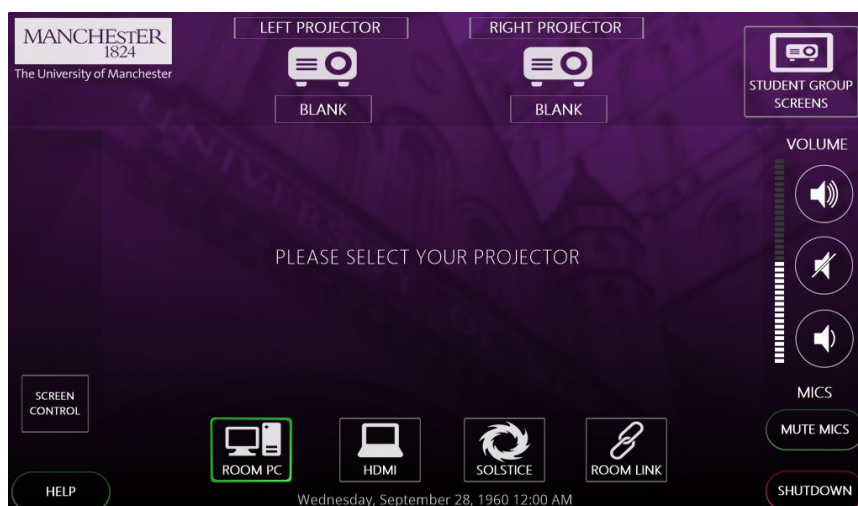 MANCHESTER
1824
The University of Manchester
LEFT PROJECTOR
BLANK
RIGHT PROJECTOR
BLANK
STUDENT GROUP
SCREENS
VOLUME
PLEASE SELECT YOUR PROJECTOR
SCREEN
CONTROL
MICS
MUTE MICS
ROOM PC
HDMI
SOLSTICE
ROOM LINK
HELP
Wednesday, September 28, 1960 12:00 AM
SHUTDOWN